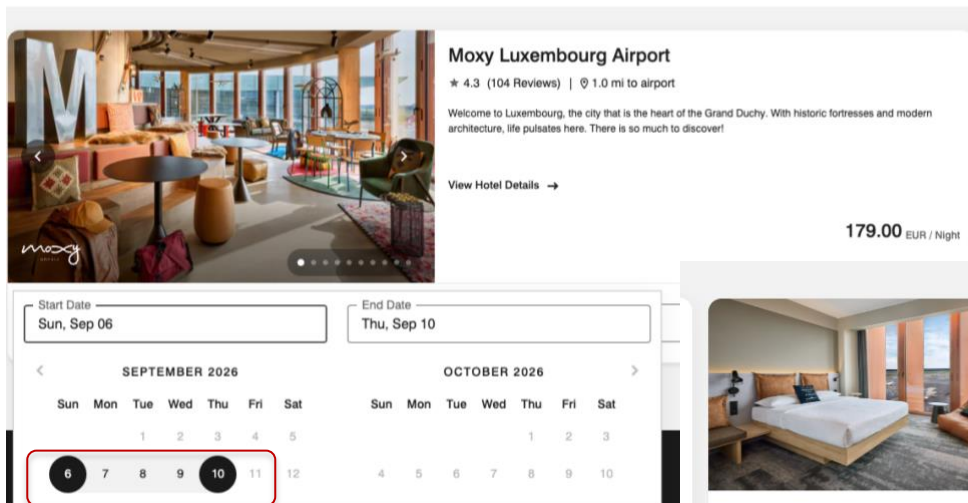 M
moxy
HOTELS
Moxy Luxembourg Airport
★ 4.3 (104 Reviews) | 1.0 mi to airport
Welcome to Luxembourg, the city that is the heart of the Grand Duchy. With historic fortresses and modern
architecture, life pulsates here. There is so much to discover!
View Hotel Details →
179.00 EUR / Night
Start Date
Sun, Sep 06
End Date
Thu, Sep 10
SEPTEMBER 2026
Sun Mon Tue Wed Thu Fri Sat
1 2 3 4 5
6 7 8 9 10 11 12
OCTOBER 2026
Sun Mon Tue Wed Thu Fri Sat
1 2 3
4 5 6 7 8 9 10